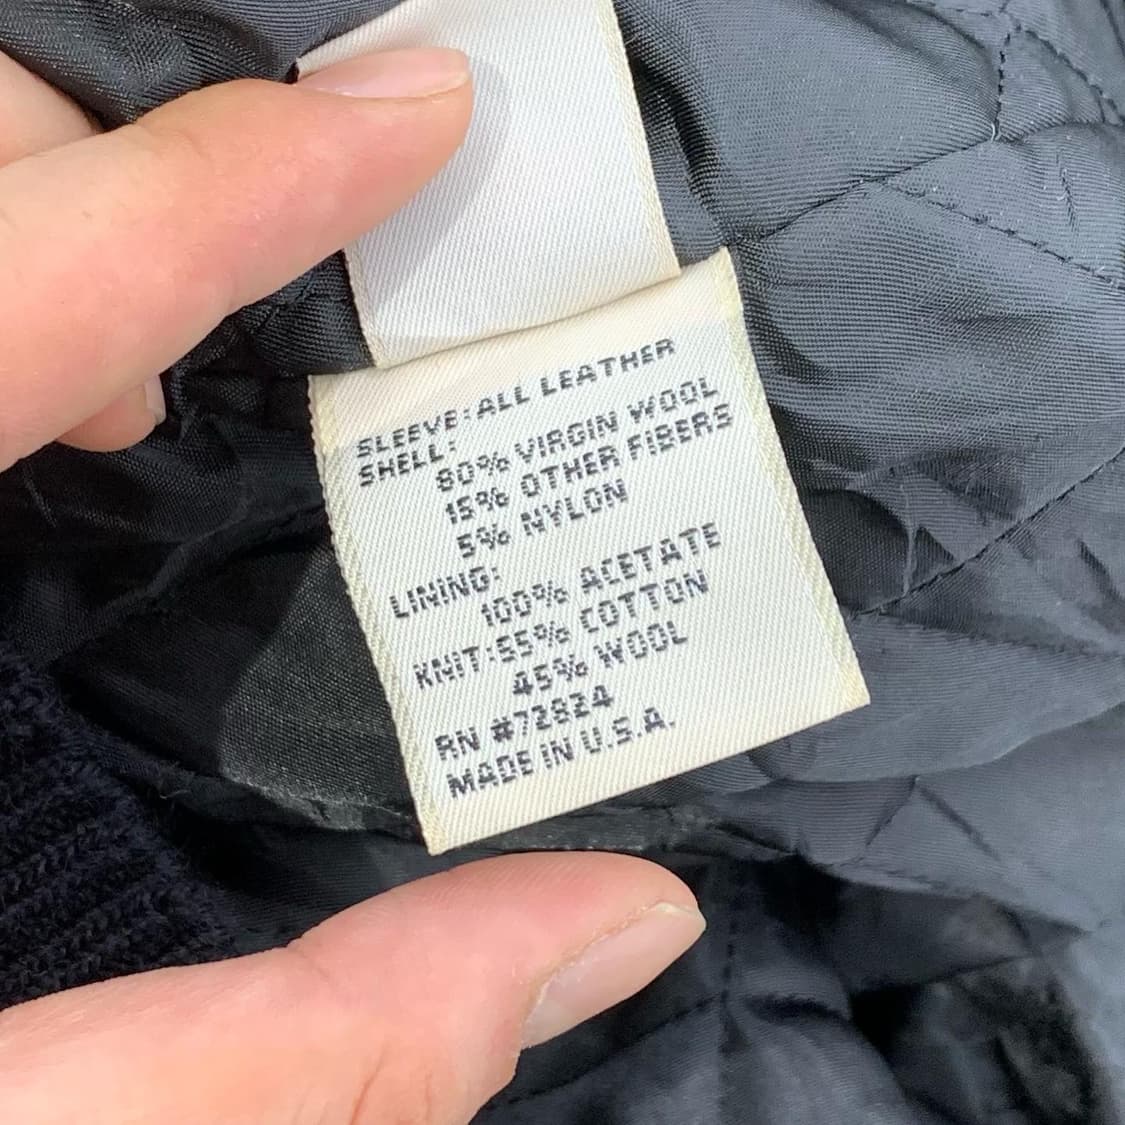 SLEEVE:ALL LEATHER
SHELL:
80% VIRGIN WOOL
15% OTHER FIBERS
5% NYLON
LINING:
100% ACETATE
KNIT:55% COTTON
45% WOOL
RN #72824
MADE IN U.S.A.